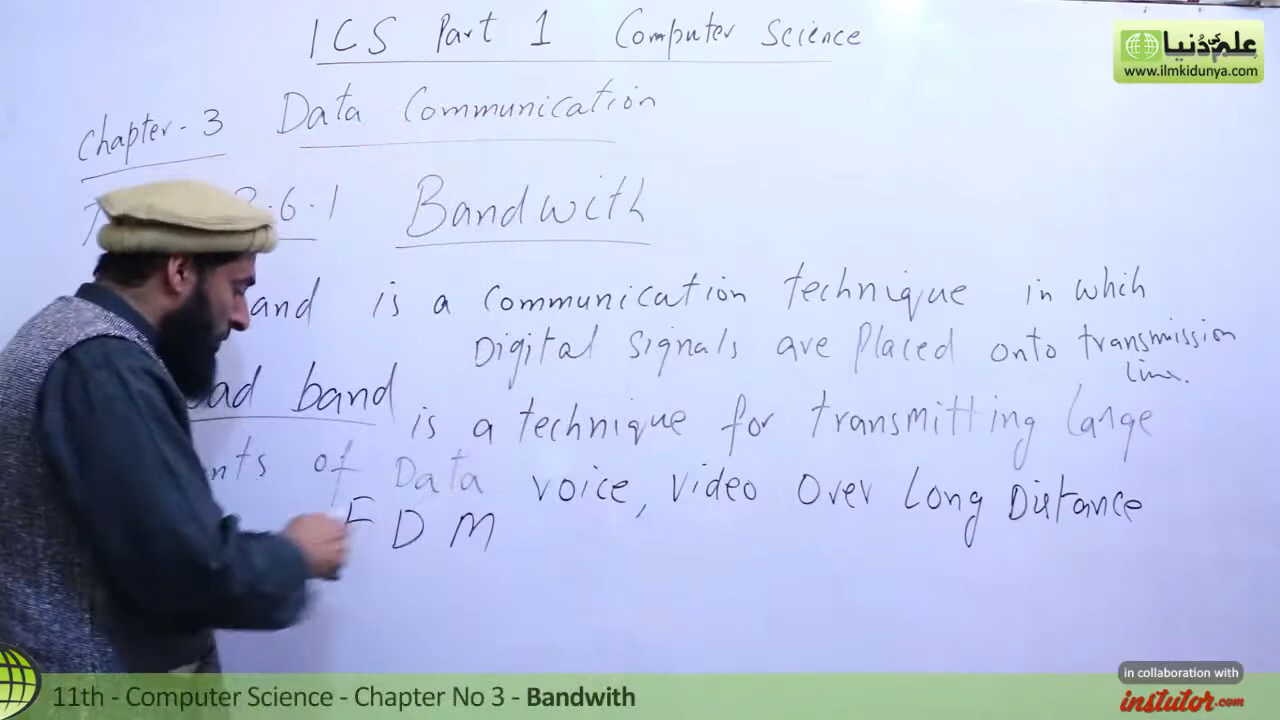 ICS Part 1 Computer Science
علم کی دنیا
www.ilmkidunya.com
Chapter-3 Data Communication
3.6.1 Bandwith
and is a communication technique in which
Digital signals are placed onto transmission
line.
oad band is a technique for transmitting large
nts of Data voice, video over Long Distance
F D M
in collaboration with
instutor.com
11th - Computer Science - Chapter No 3 - Bandwith